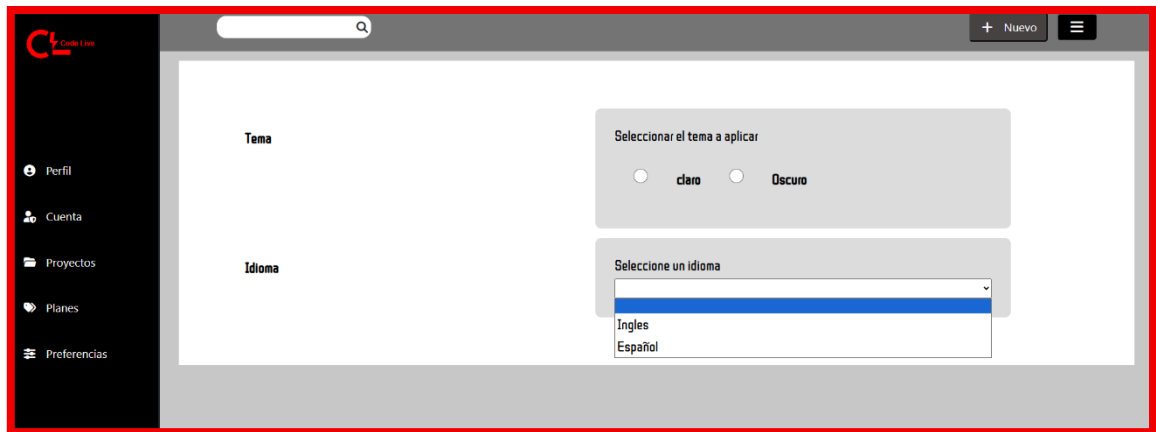 Code Live
+ Nuevo
Perfil
Cuenta
Proyectos
Planes
Preferencias
Tema
Seleccionar el tema a aplicar
claro
Oscuro
Idioma
Seleccione un idioma
Ingles
Español